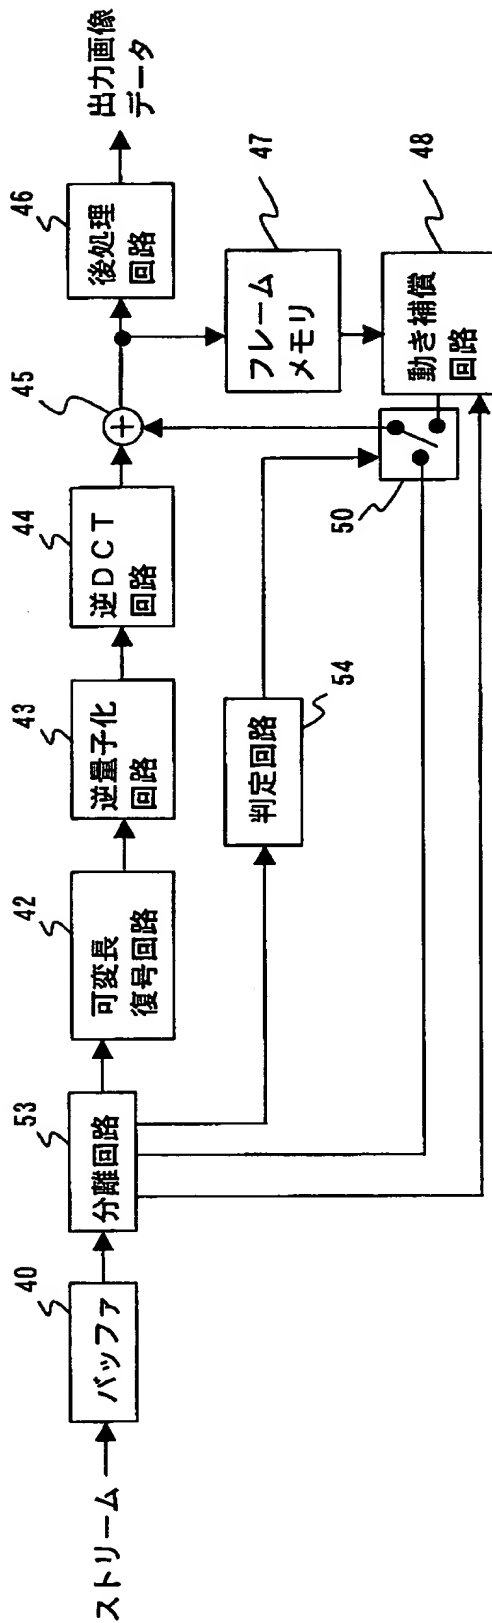 ストリーム
40
バッファ
53
分離回路
42
可変長
復号回路
43
逆量子化
回路
44
逆DCT
回路
45
+
46
後処理
回路
出力画像
データ
47
フレーム
メモリ
48
動き補償
回路
50
54
判定回路